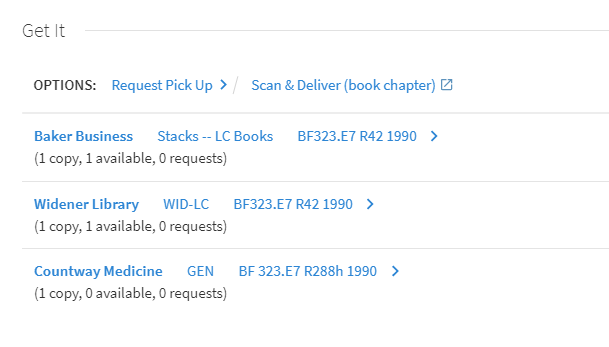 Get It
OPTIONS: Request Pick Up / Scan & Deliver (book chapter)
Baker Business Stacks -- LC Books BF323.E7 R42 1990
(1 copy, 1 available, 0 requests)
Widener Library WID-LC BF323.E7 R42 1990
(1 copy, 1 available, 0 requests)
Countway Medicine GEN BF 323.E7 R288h 1990
(1 copy, 0 available, 0 requests)